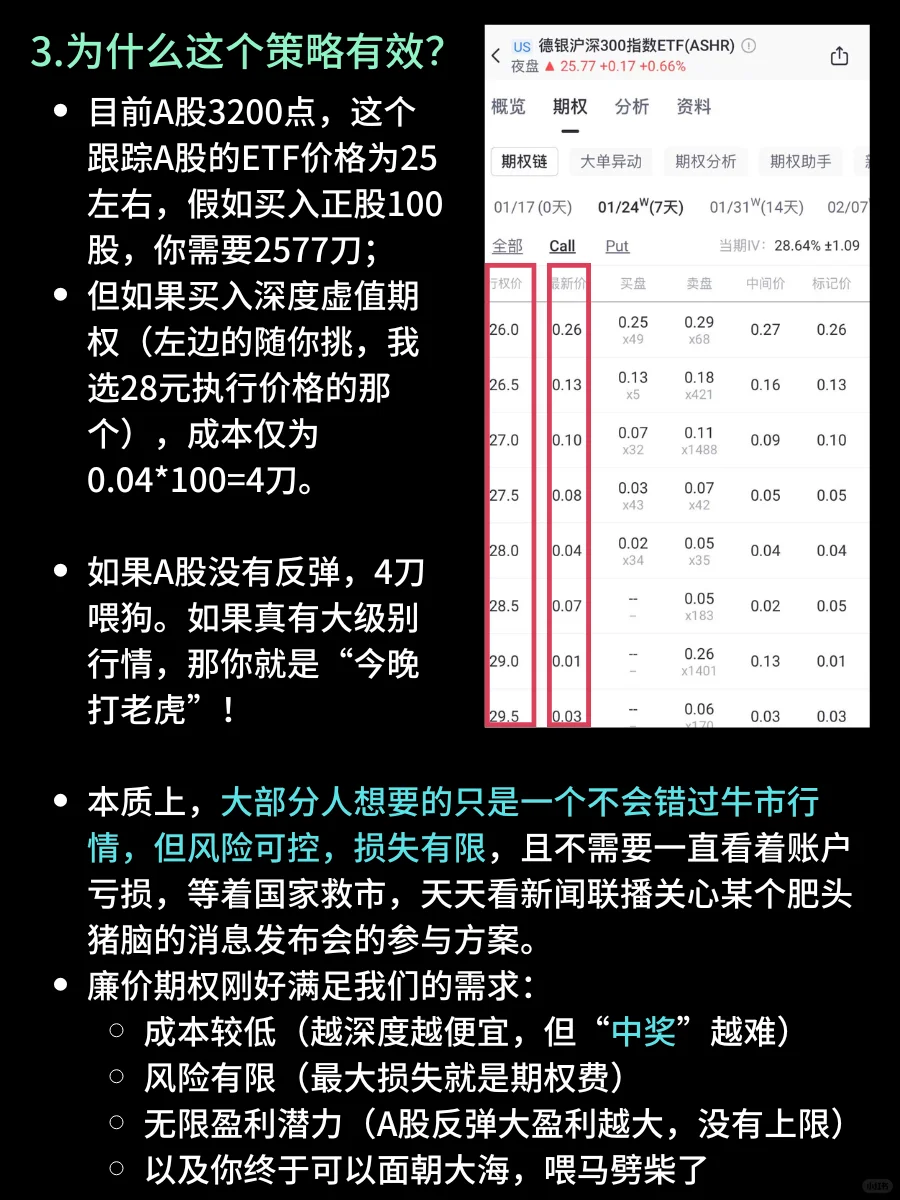 3.为什么这个策略有效？
• 目前A股3200点，这个
跟踪A股的ETF价格为25
左右，假如买入正股100
股，你需要2577刀；
• 但如果买入深度虚值期
权（左边的随你挑，我
选28元执行价格的那
个），成本仅为
0.04*100=4刀。
• 如果A股没有反弹，4刀
喂狗。如果真有大级别
行情，那你就是“今晚
打老虎”！
US 德银沪深300指数ETF(ASHR)
夜盘 ▲ 25.77 +0.17 +0.66%
概览 期权 分析 资料
期权链 大单异动 期权分析 期权助手
01/17 (0天) 01/24W(7天) 01/31W(14天) 02/07
全部 Call Put 当期IV： 28.64% ±1.09
行权价 最新价 买盘 卖盘 中间价 标记价
26.0 0.26 0.25 0.29 0.27 0.26
x49 x68
26.5 0.13 0.13 0.18 0.16 0.13
x5 x421
27.0 0.10 0.07 0.11 0.09 0.10
x32 x1488
27.5 0.08 0.03 0.07 0.05 0.05
x43 x42
28.0 0.04 0.02 0.05 0.04 0.04
x34 x35
28.5 0.07 -- 0.05 0.02 0.05
-- x183
29.0 0.01 -- 0.26 0.13 0.01
-- x1401
29.5 0.03 -- 0.06 0.03 0.03
x170
• 本质上，大部分人想要的只是一个不会错过牛市行
情，但风险可控，损失有限，且不需要一直看着账户
亏损，等着国家救市，天天看新闻联播关心某个肥头
猪脑的消息发布会的参与方案。
• 廉价期权刚好满足我们的需求：
○ 成本较低（越深度越便宜，但“中奖”越难）
○ 风险有限（最大损失就是期权费）
○ 无限盈利潜力（A股反弹大盈利越大，没有上限）
○ 以及你终于可以面朝大海，喂马劈柴了
小红书